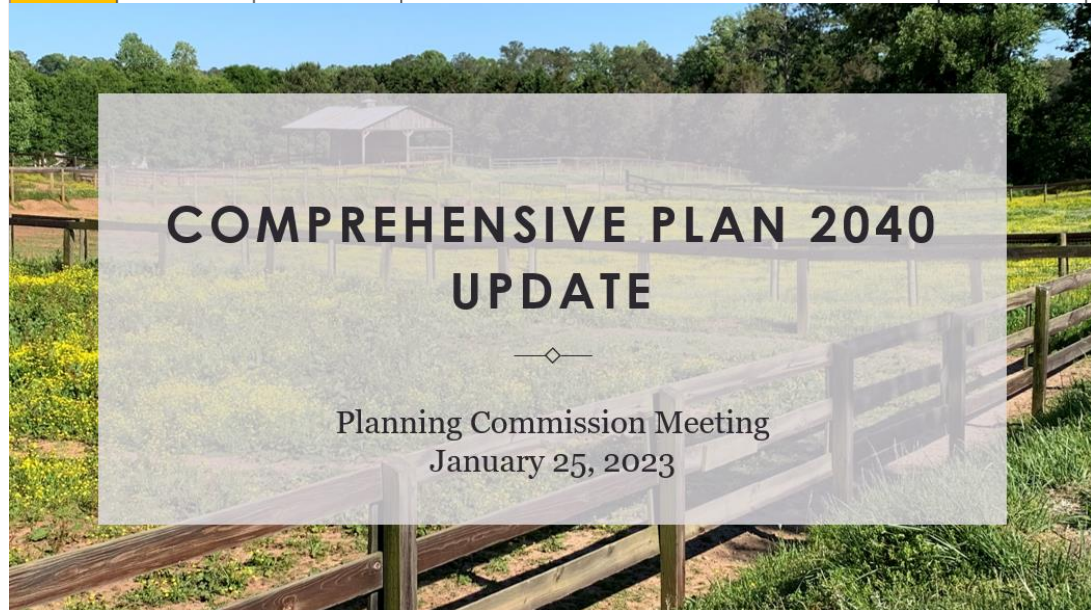 COMPREHENSIVE PLAN 2040
UPDATE
Planning Commission Meeting
January 25, 2023